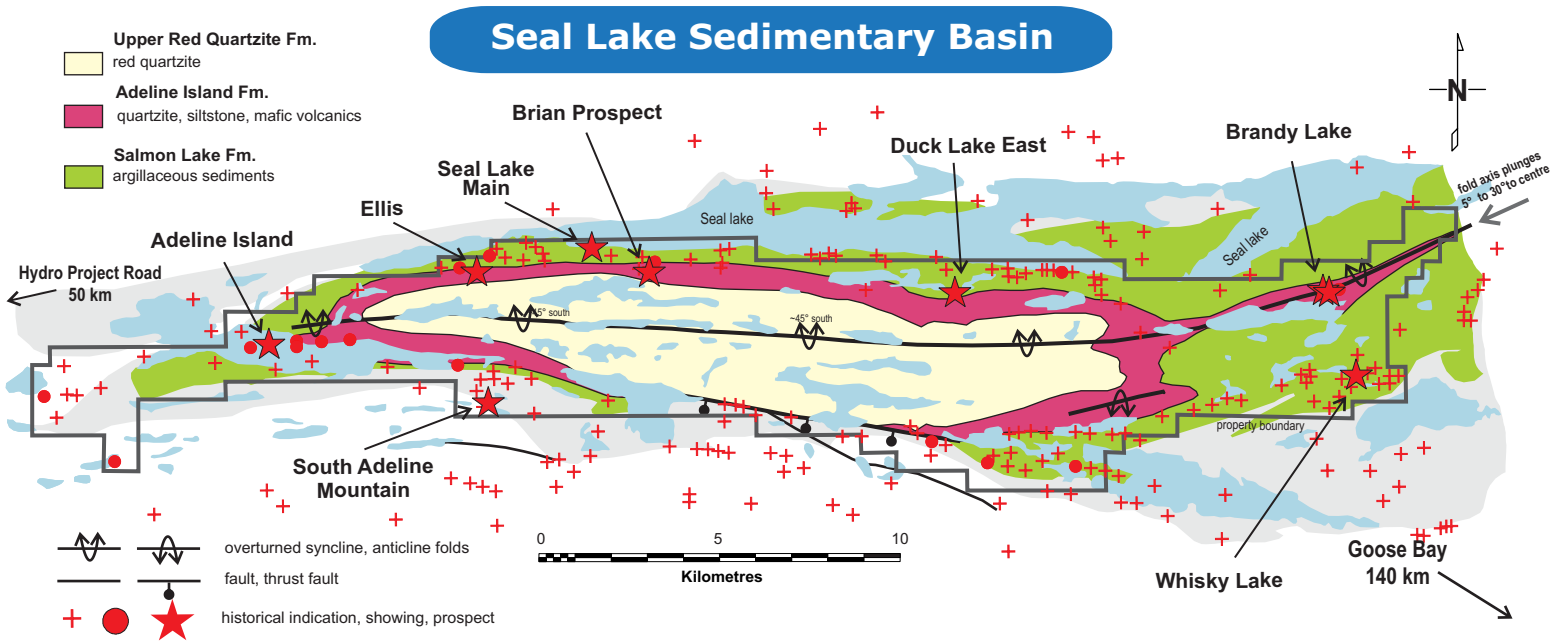 Seal Lake Sedimentary Basin
Upper Red Quartzite Fm.
red quartzite
Adeline Island Fm.
quartzite, siltstone, mafic volcanics
Salmon Lake Fm.
argillaceous sediments
N
Brian Prospect
Seal Lake
Main
Duck Lake East
Brandy Lake
fold axis plunges
5° to 30° to centre
Ellis
Adeline Island
Seal lake
Seal lake
Hydro Project Road
50 km
~45° south
property boundary
South Adeline
Mountain
overturned syncline, anticline folds
fault, thrust fault
historical indication, showing, prospect
0 5 10
Kilometres
Whisky Lake
Goose Bay
140 km